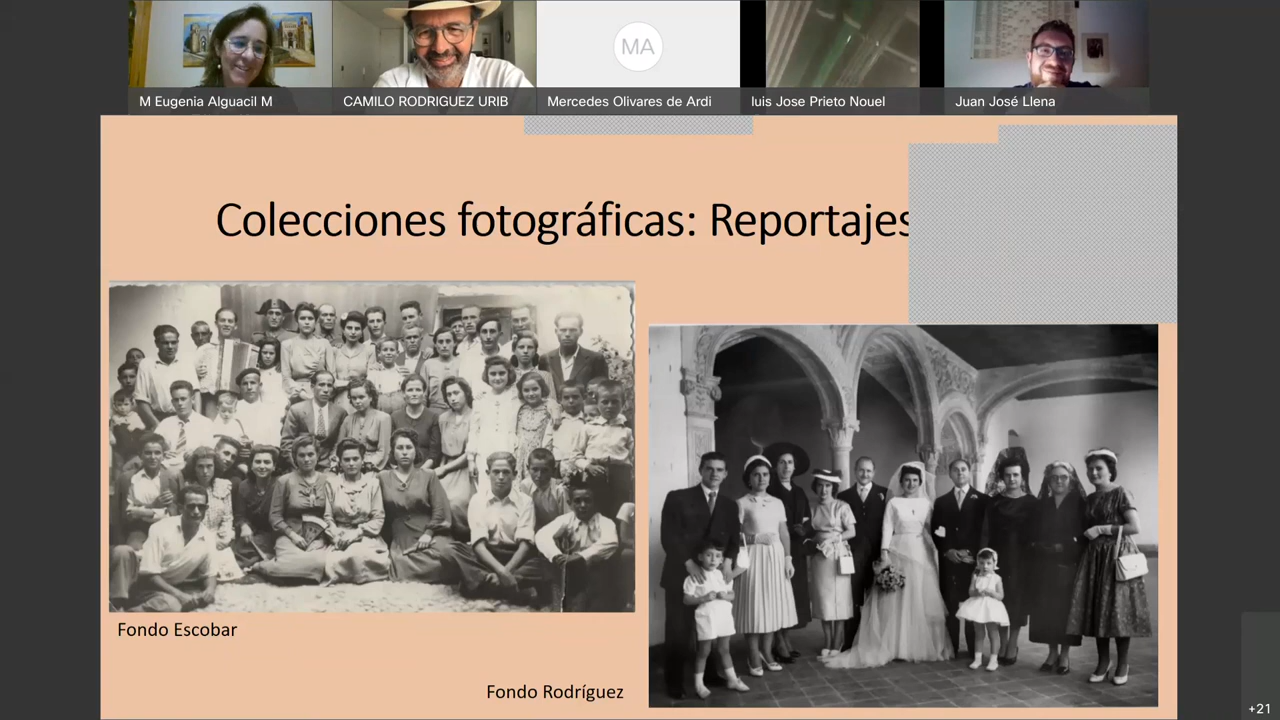 MA
M Eugenia Alguacil M
CAMILO RODRIGUEZ URIB
Mercedes Olivares de Ardi
luis Jose Prieto Nouel
Juan José Llena
Colecciones fotográficas: Reportajes
Fondo Escobar
Fondo Rodríguez
+21